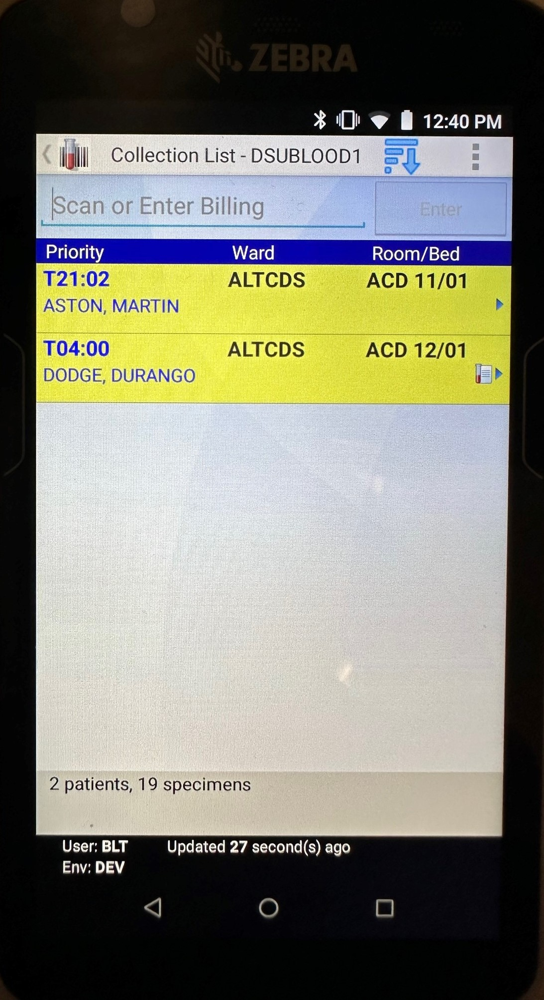 ZEBRA
12:40 PM
Collection List - DSUBLOOD1
Scan or Enter Billing Enter
Priority Ward Room/Bed
T21:02 ALTCDS ACD 11/01
ASTON, MARTIN
T04:00 ALTCDS ACD 12/01
DODGE, DURANGO
2 patients, 19 specimens
User: BLT Updated 27 second(s) ago
Env: DEV